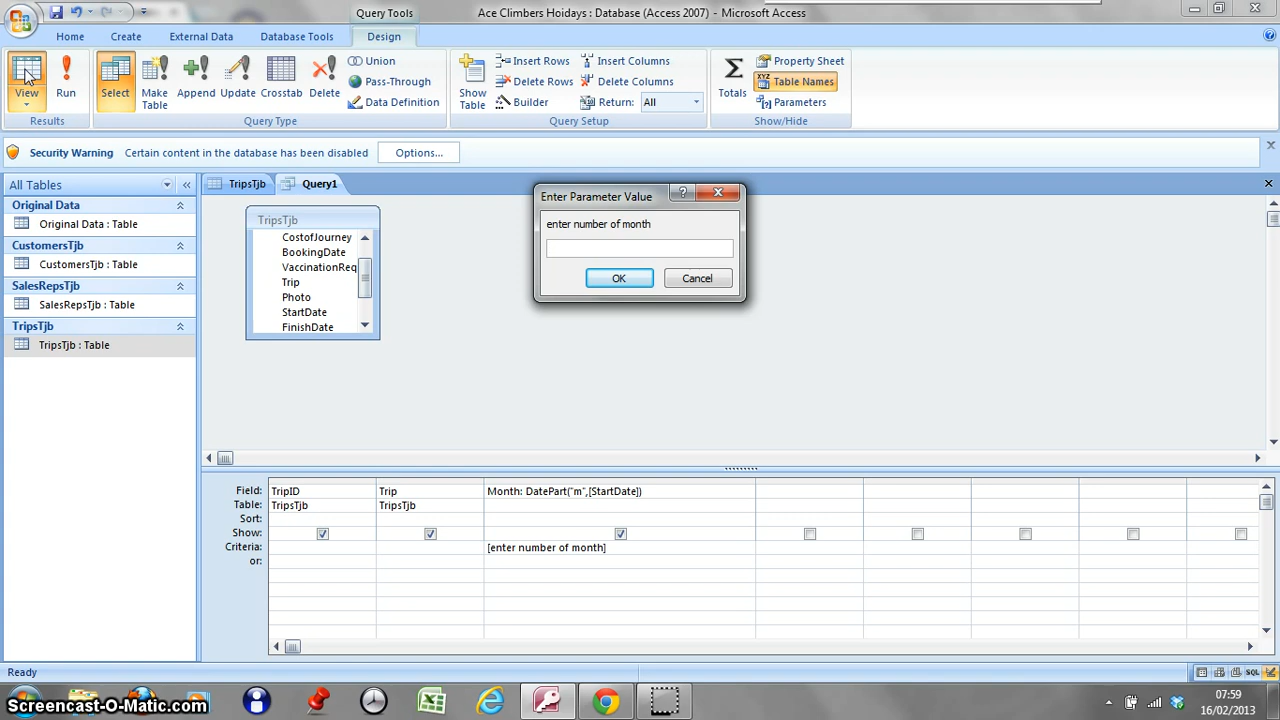 Query Tools
Ace Climbers Hoidays : Database (Access 2007) - Microsoft Access
Home Create External Data Database Tools Design
View
Run
Results
Select
Make Table
Append
Update
Crosstab
Delete
Union
Pass-Through
Data Definition
Query Type
Show Table
Insert Rows
Delete Rows
Builder
Insert Columns
Delete Columns
Return: All
Query Setup
Totals
Property Sheet
Table Names
Parameters
Show/Hide
Security Warning Certain content in the database has been disabled Options...
All Tables
Original Data
Original Data : Table
CustomersTjb
CustomersTjb : Table
SalesRepsTjb
SalesRepsTjb : Table
TripsTjb
TripsTjb : Table
TripsTjb Query1
TripsTjb
CostofJourney
BookingDate
VaccinationReq
Trip
Photo
StartDate
FinishDate
Enter Parameter Value
enter number of month
OK Cancel
Field: TripID Trip Month: DatePart("m",[StartDate])
Table: TripsTjb TripsTjb
Sort:
Show:
Criteria: [enter number of month]
or:
Ready
SQL
Screencast-O-Matic.com
07:59
16/02/2013